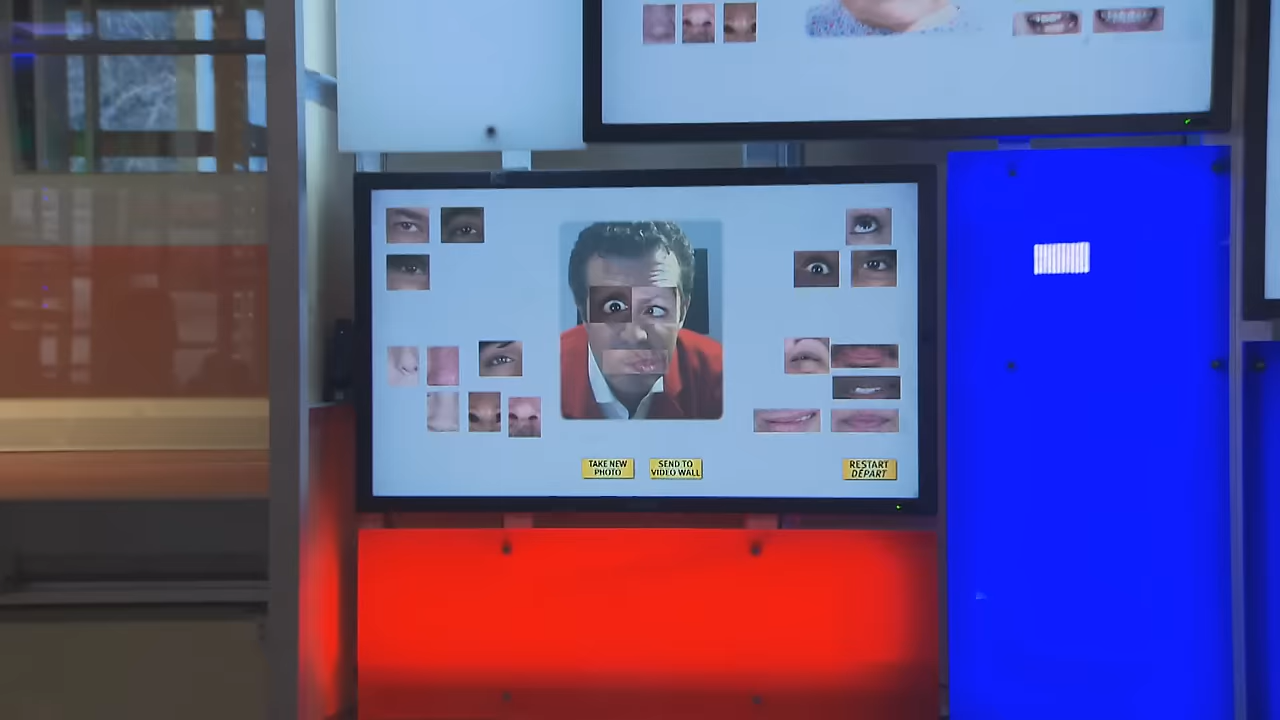 TAKE NEW
PHOTO
SEND TO
VIDEO WALL
RESTART
DÉPART